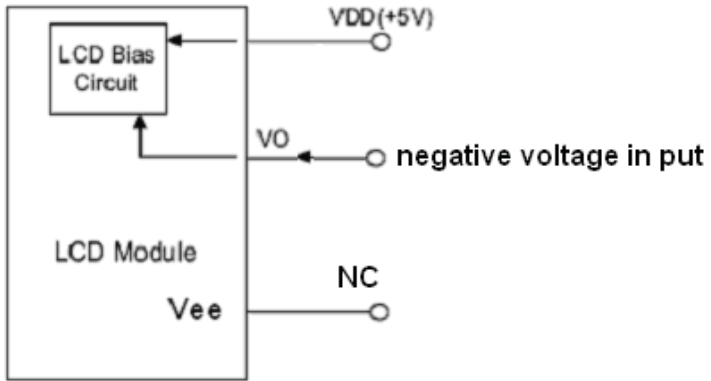 VDD(+5V)
LCD Bias
Circuit
VO
negative voltage in put
LCD Module
NC
Vee